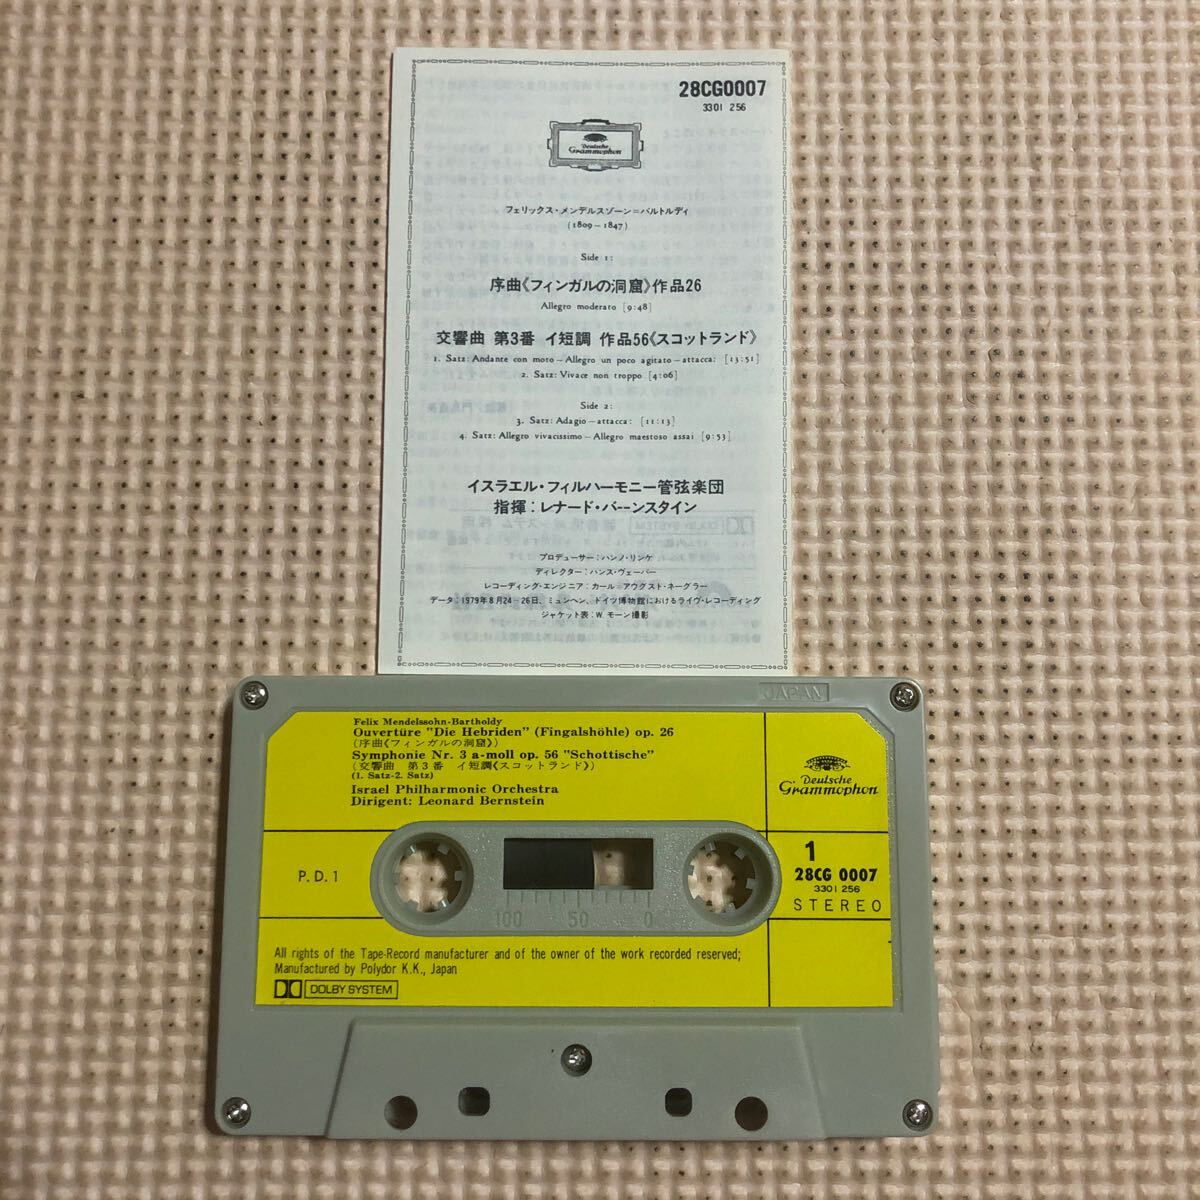 28CG0007
3301 256
Deutsche
Grammophon
フェリックス・メンデルスゾーン=バルトルディ
(1809-1847)
Side 1:
序曲《フィンガルの洞窟》作品26
Allegro moderato [9:48]
交響曲 第3番 イ短調 作品56《スコットランド》
1. Satz: Andante con moto – Allegro un poco agitato – attacca: [13:51]
2. Satz: Vivace non troppo [4:06]
Side 2:
3. Satz: Adagio – attacca: [11:13]
4. Satz: Allegro vivacissimo – Allegro maestoso assai [9:53]
イスラエル・フィルハーモニー管弦楽団
指揮:レナード・バーンスタイン
プロデューサー:ハンノ・リンケ
ディレクター:ハンス・ヴェーバー
レコーディング・エンジニア:カール=アウグスト・ネーグラー
データ:1979年8月24-26日、ミュンヘン、ドイツ博物館におけるライヴ・レコーディング
ジャケット表:W. モーン撮影
JAPAN
Felix Mendelssohn-Bartholdy
Ouvertüre "Die Hebriden" (Fingalshöhle) op. 26
(序曲《フィンガルの洞窟》)
Symphonie Nr. 3 a-moll op. 56 "Schottische"
(交響曲 第3番 イ短調《スコットランド》)
(1. Satz-2. Satz)
Israel Philharmonic Orchestra
Dirigent: Leonard Bernstein
Deutsche
Grammophon
P. D. 1
1
28CG 0007
3301 256
STEREO
100 50 0
All rights of the Tape-Record manufacturer and of the owner of the work recorded reserved;
Manufactured by Polydor K.K., Japan
DOLBY SYSTEM